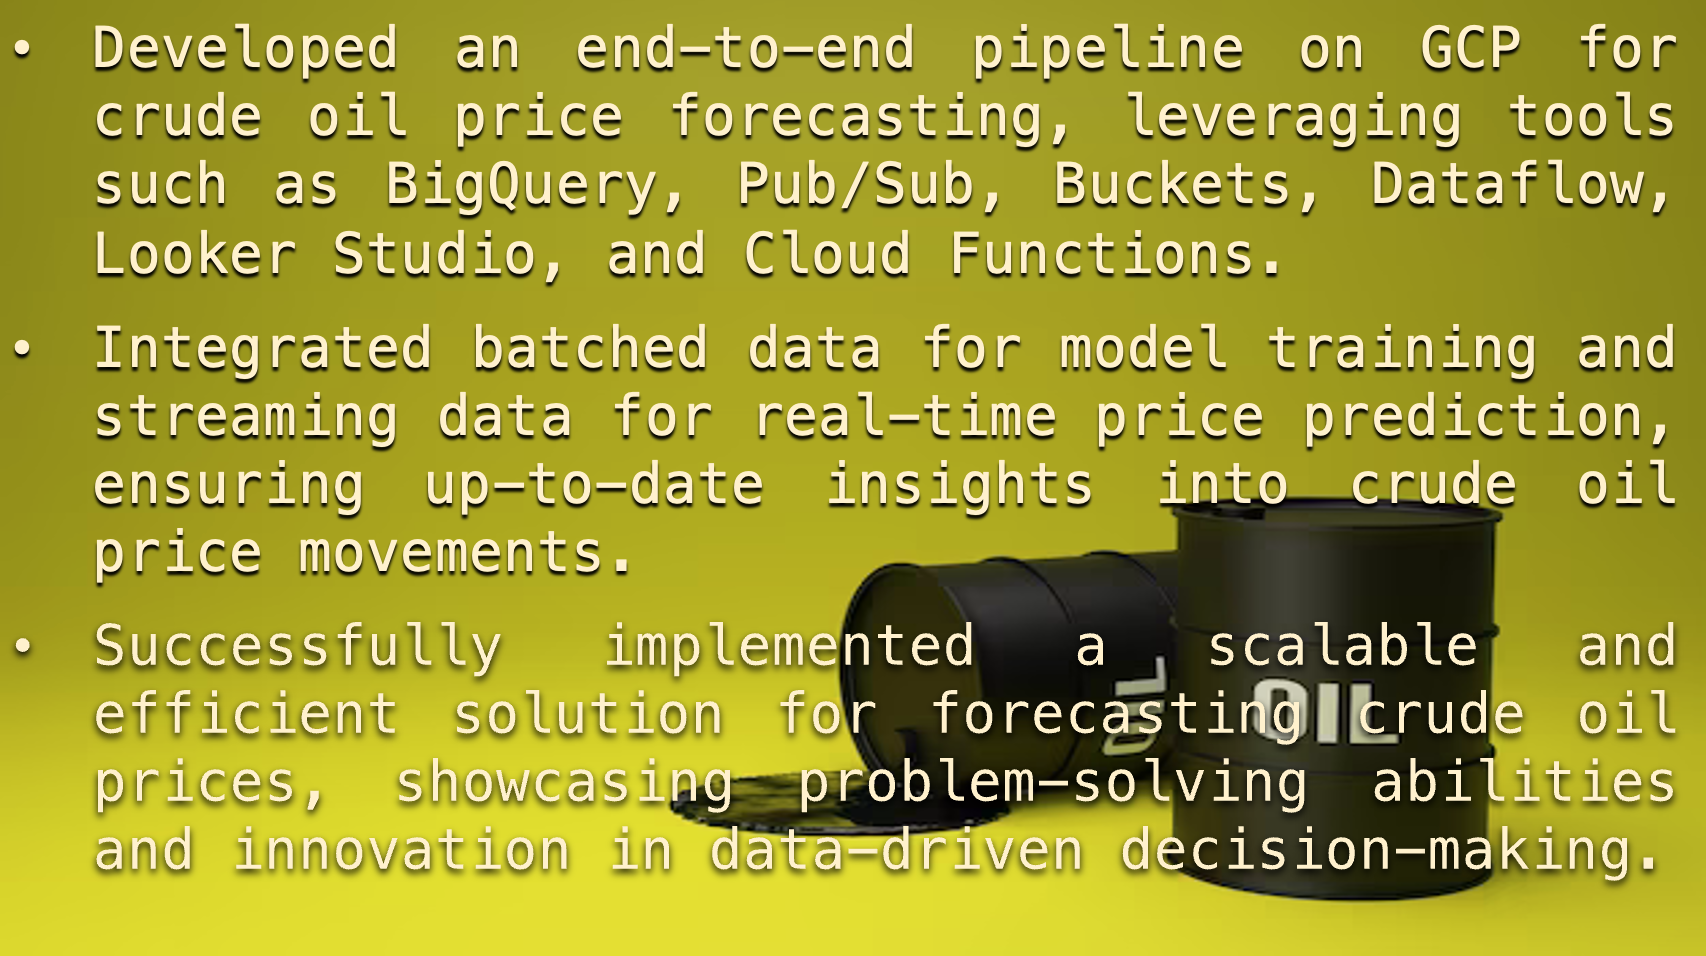 • Developed an end-to-end pipeline on GCP for
crude oil price forecasting, leveraging tools
such as BigQuery, Pub/Sub, Buckets, Dataflow,
Looker Studio, and Cloud Functions.
• Integrated batched data for model training and
streaming data for real-time price prediction,
ensuring up-to-date insights into crude oil
price movements.
• Successfully implemented a scalable and
efficient solution for forecasting crude oil
prices, showcasing problem-solving abilities
and innovation in data-driven decision-making.
OIL
OIL